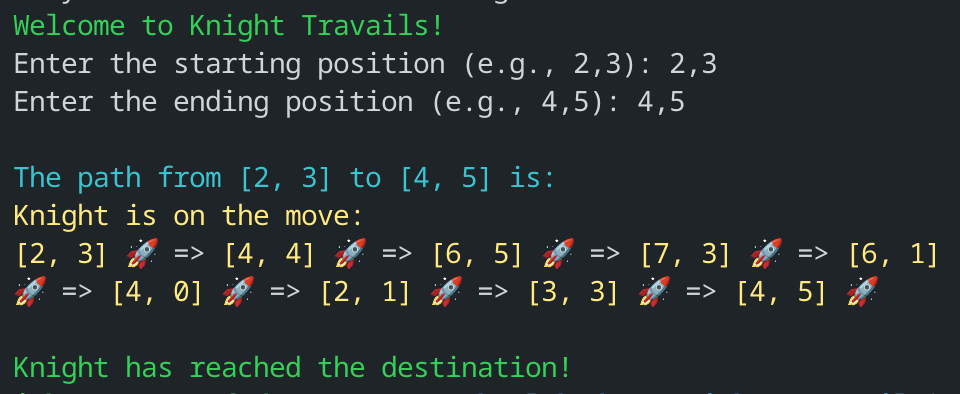 Welcome to Knight Travails!
Enter the starting position (e.g., 2,3): 2,3
Enter the ending position (e.g., 4,5): 4,5
The path from [2, 3] to [4, 5] is:
Knight is on the move:
[2, 3] 🚀 => [4, 4] 🚀 => [6, 5] 🚀 => [7, 3] 🚀 => [6, 1]
🚀 => [4, 0] 🚀 => [2, 1] 🚀 => [3, 3] 🚀 => [4, 5] 🚀
Knight has reached the destination!